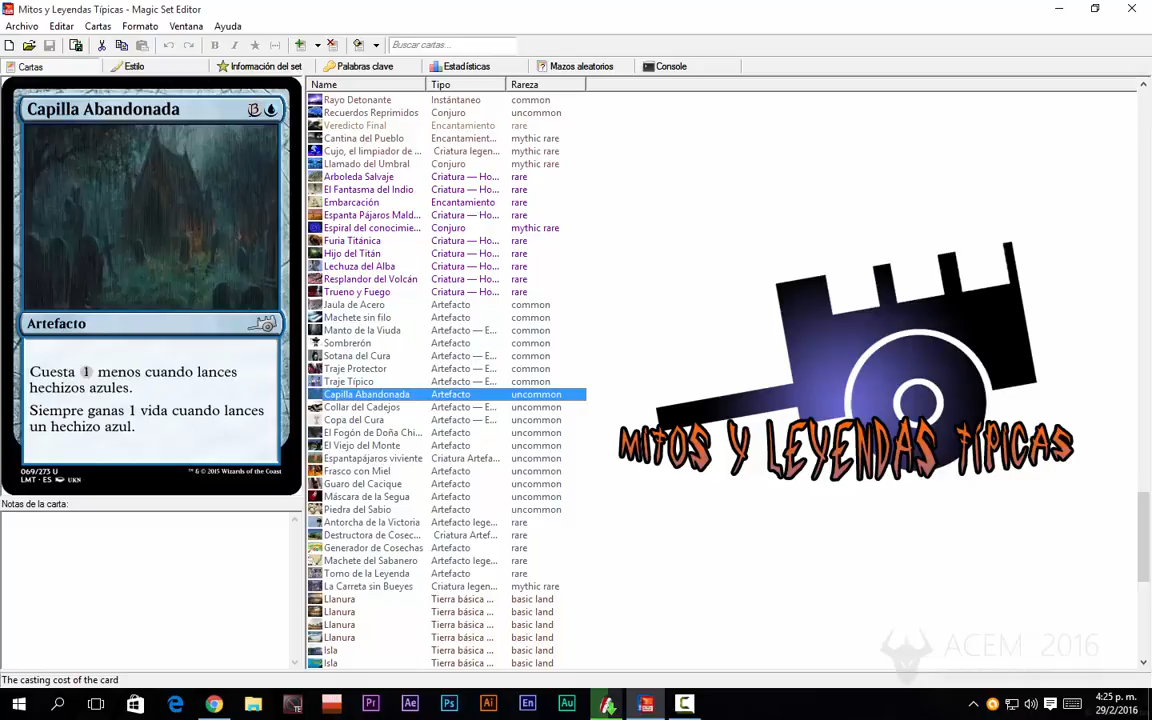 Mitos y Leyendas Típicas - Magic Set Editor
Archivo Editar Cartas Formato Ventana Ayuda
B I Buscar cartas...
Cartas Estilo Información del set Palabras clave Estadísticas Mazos aleatorios Console
Name Tipo Rareza
Rayo Detonante Instántaneo common
Recuerdos Reprimidos Conjuro uncommon
Veredicto Final Encantamiento rare
Cantina del Pueblo Encantamient... mythic rare
Cujo, el cazador de ... Criatura legen... mythic rare
Llamado del Umbral Conjuro mythic rare
Arboleda Salvaje Criatura — Ho... rare
El Fantasma del Indio Criatura — Ho... rare
Embarcación Encantamiento rare
Espanta Pájaros Mald... Criatura — Ho... rare
Espiral del conocimie... Conjuro mythic rare
Furia Titánica Criatura — Ho... rare
Hijo del Titán Criatura — Ho... rare
Lechuza del Alba Criatura — Ho... rare
Resplandor del Volcán Criatura — Ho... rare
Trueno y Fuego Criatura — Ho... rare
Jaula de Acero Artefacto common
Machete sin filo Artefacto common
Manto de la Viuda Artefacto — E... common
Sombrerón Artefacto common
Sotana del Cura Artefacto — E... common
Traje Protector Artefacto — E... common
Traje Típico Artefacto — E... common
Capilla Abandonada Artefacto uncommon
Collar del Cadejos Artefacto — E... uncommon
Copa del Cura Artefacto — E... uncommon
El Fogón de Doña Chi... Artefacto uncommon
El Viejo del Monte Artefacto uncommon
Espantapájaros viviente Criatura Artefa... uncommon
Frasco con Miel Artefacto uncommon
Guaro del Cacique Artefacto uncommon
Máscara de la Segua Artefacto uncommon
Piedra del Sabio Artefacto uncommon
Antorcha de la Victoria Artefacto lege... rare
Destructora de Cosec... Criatura Artef... rare
Generador de Cosechas Artefacto rare
Machete del Sabanero Artefacto lege... rare
Tomo de la Leyenda Artefacto rare
La Carreta sin Bueyes Criatura legen... mythic rare
Llanura Tierra básica ... basic land
Llanura Tierra básica ... basic land
Llanura Tierra básica ... basic land
Llanura Tierra básica ... basic land
Isla Tierra básica ... basic land
Isla Tierra básica ... basic land
Capilla Abandonada
Artefacto
Cuesta 1 menos cuando lances
hechizos azules.
Siempre ganas 1 vida cuando lances
un hechizo azul.
069/273 U
LMT · ES UKN
™ & © 2015 Wizards of the Coast
Notas de la carta:
MITOS Y LEYENDAS TÍPICAS
ACEM 2016
The casting cost of the card
TE Pr Ae Ps Ai En Au
4:25 p. m.
29/2/2016